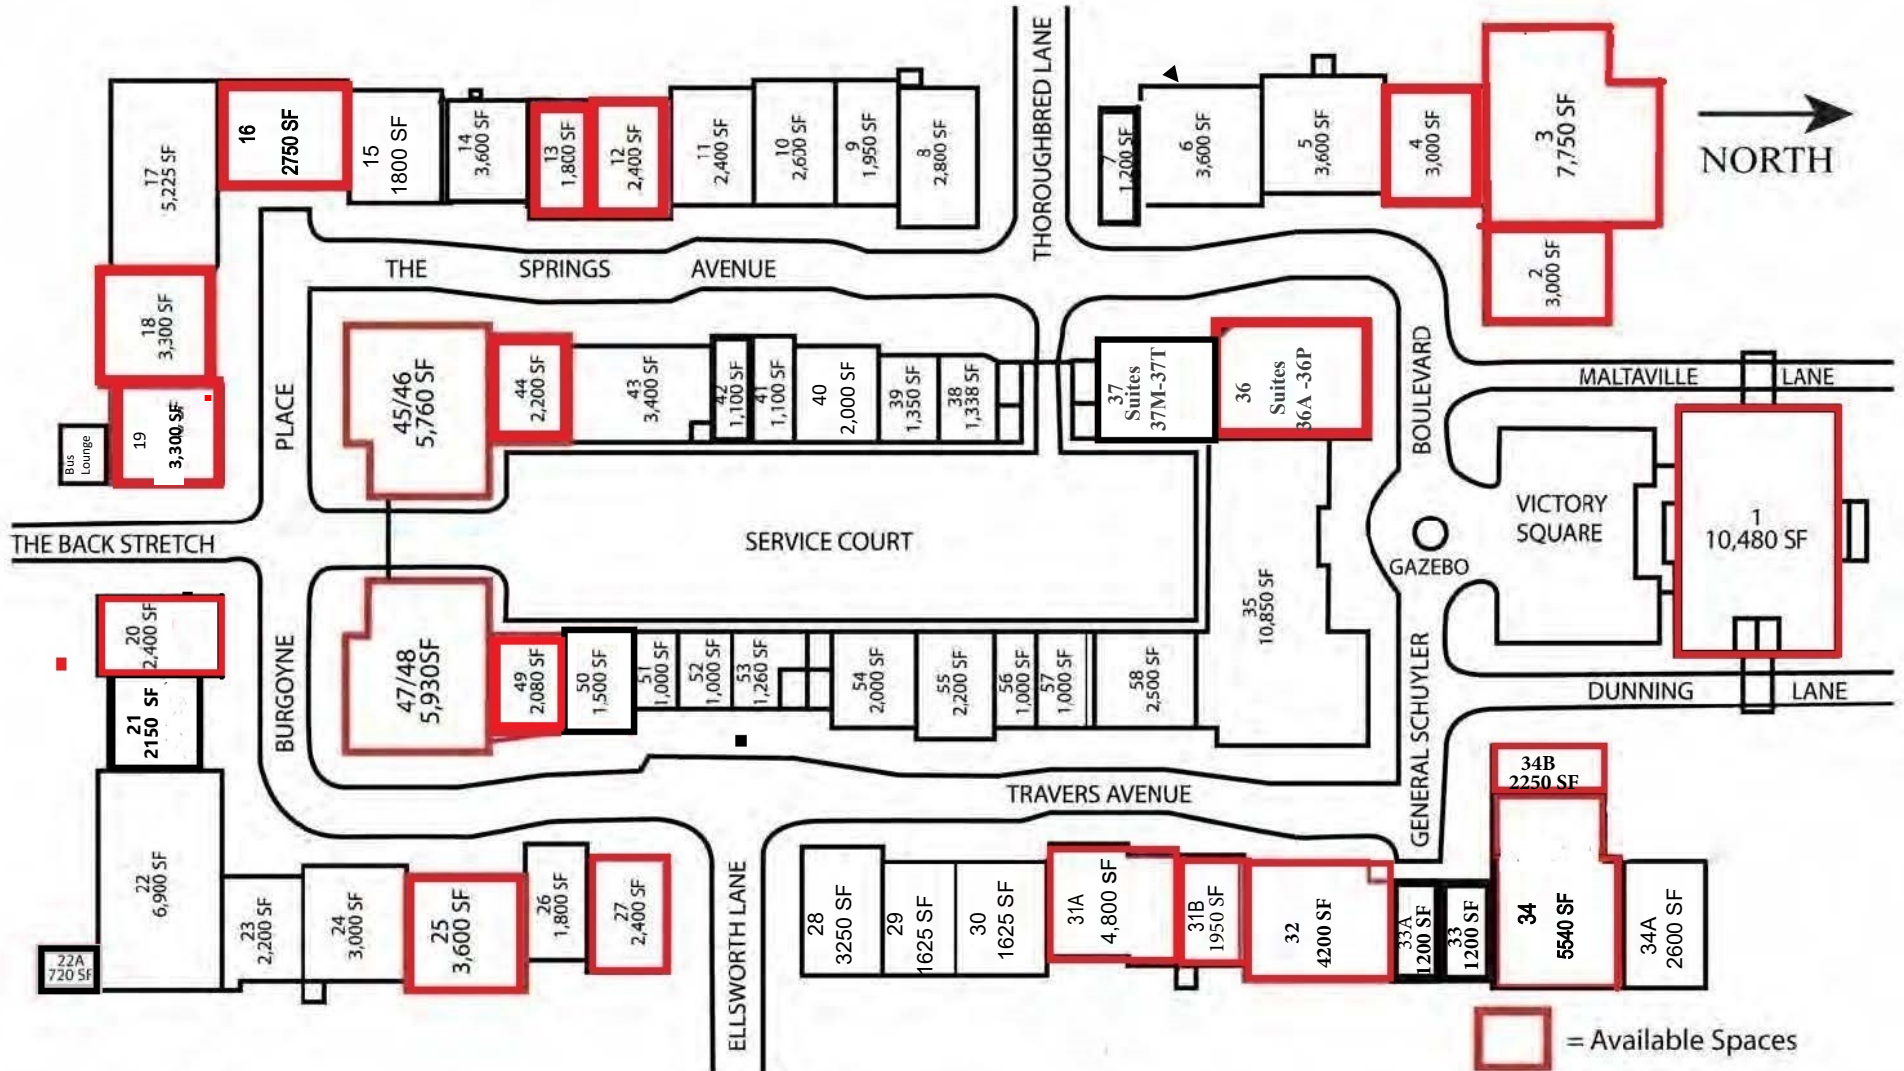 16
2750 SF
15
1800 SF
14
3,600 SF
13
1,800 SF
12
2,400 SF
11
2,400 SF
10
2,600 SF
9
1,950 SF
8
2,800 SF
THOROUGHBRED LANE
7
1,200 SF
6
3,600 SF
5
3,600 SF
4
3,000 SF
3
7,750 SF
NORTH
17
5,225 SF
2
3,000 SF
THE SPRINGS AVENUE
18
3,300 SF
19
3,300 SF
Bus
Lounge
PLACE
45/46
5,760 SF
44
2,200 SF
43
3,400 SF
42
1,100 SF
41
1,100 SF
40
2,000 SF
39
1,350 SF
38
1,338 SF
37
Suites
37M-37T
36
Suites
36A -36P
BOULEVARD
MALTAVILLE LANE
VICTORY
SQUARE
1
10,480 SF
THE BACK STRETCH
SERVICE COURT
GAZEBO
35
10,850 SF
20
2,400 SF
21
2150 SF
BURGOYNE
47/48
5,930SF
49
2,080 SF
50
1,500 SF
51
1,000 SF
52
1,000 SF
53
1,260 SF
54
2,000 SF
55
2,200 SF
56
1,000 SF
57
1,000 SF
58
2,500 SF
GENERAL SCHUYLER
DUNNING LANE
TRAVERS AVENUE
34B
2250 SF
22
6,900 SF
22A
720 SF
23
2,200 SF
24
3,000 SF
25
3,600 SF
26
1,800 SF
27
2,400 SF
ELLSWORTH LANE
28
3250 SF
29
1625 SF
30
1625 SF
31A
4,800 SF
31B
1950 SF
32
4200 SF
33A
1200 SF
33
1200 SF
34
5540 SF
34A
2600 SF
= Available Spaces